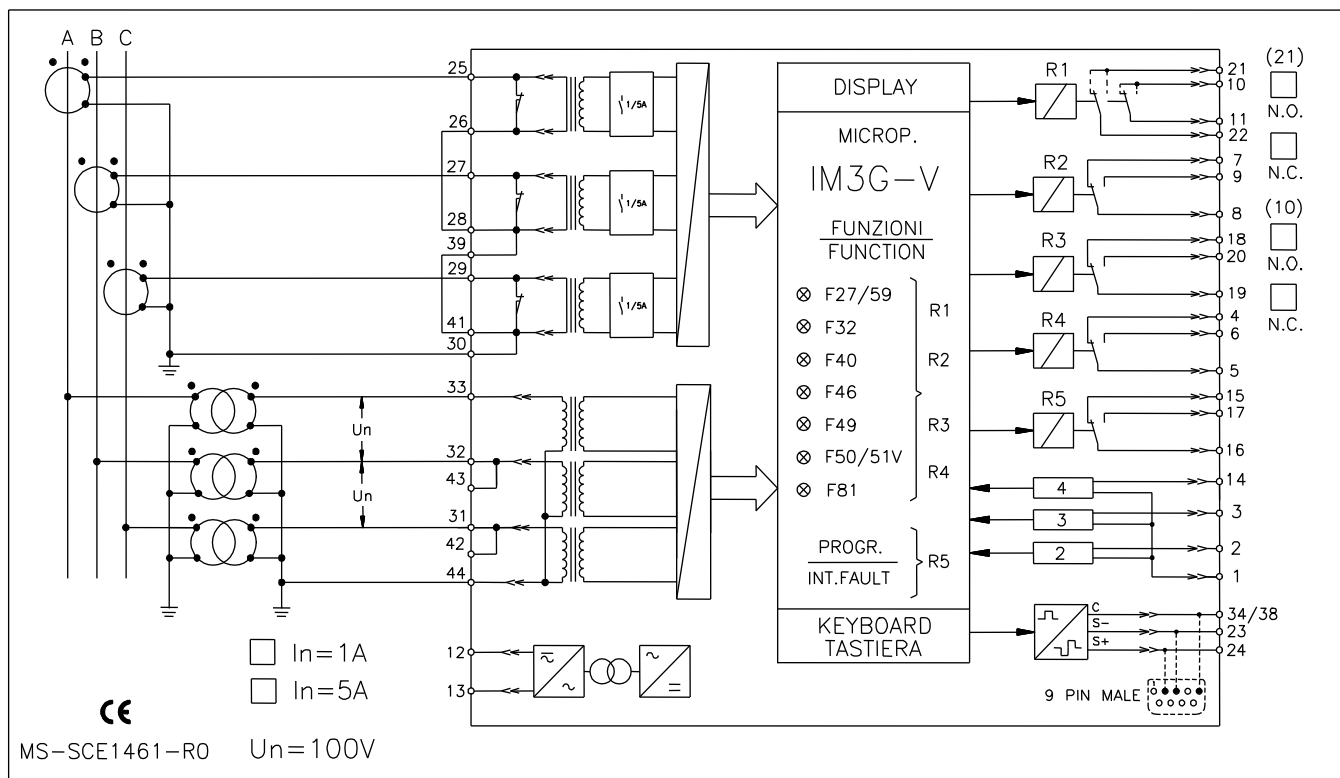 A B C
25
26
27
28
39
29
41
30
33
32
43
31
42
44
12
13
1/5A
1/5A
1/5A
Un
Un
DISPLAY
MICROP.
IM3G-V
FUNZIONI/
FUNCTION
F27/59
F32
F40
F46
F49
F50/51V
F81
R1
R2
R3
R4
PROGR.
INT.FAULT
R5
KEYBOARD
TASTIERA
R1
R2
R3
R4
R5
4
3
2
C
S-
S+
9 PIN MALE
21
10
11
22
7
9
8
18
20
19
4
6
5
15
17
16
14
3
2
1
34/38
23
24
(21)
N.O.
N.C.
(10)
N.O.
N.C.
In=1A
In=5A
CE
MS-SCE1461-R0
Un=100V